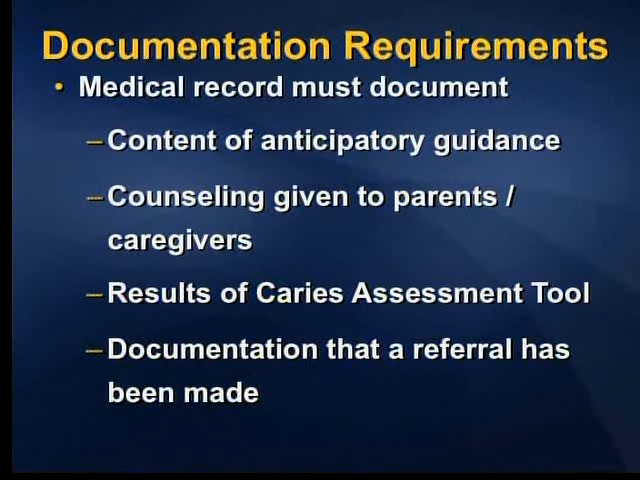 Documentation Requirements
• Medical record must document
–Content of anticipatory guidance
–Counseling given to parents /
caregivers
–Results of Caries Assessment Tool
–Documentation that a referral has
been made